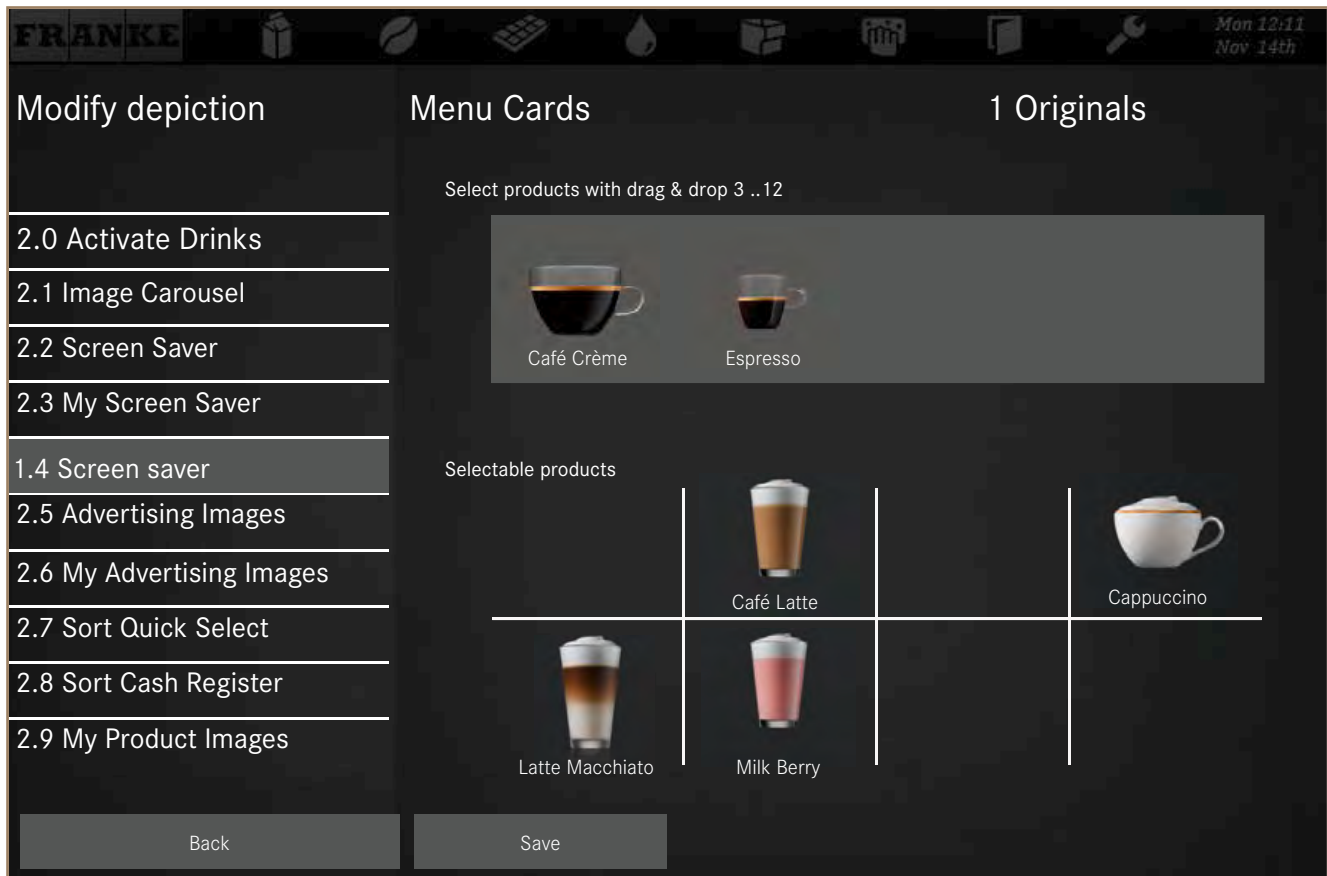 FRANKE
Mon 12:11
Nov 14th
Modify depiction
Menu Cards
1 Originals
Select products with drag & drop 3 ..12
2.0 Activate Drinks
2.1 Image Carousel
2.2 Screen Saver
2.3 My Screen Saver
1.4 Screen saver
2.5 Advertising Images
2.6 My Advertising Images
2.7 Sort Quick Select
2.8 Sort Cash Register
2.9 My Product Images
Café Crème
Espresso
Selectable products
Café Latte
Cappuccino
Latte Macchiato
Milk Berry
Back
Save